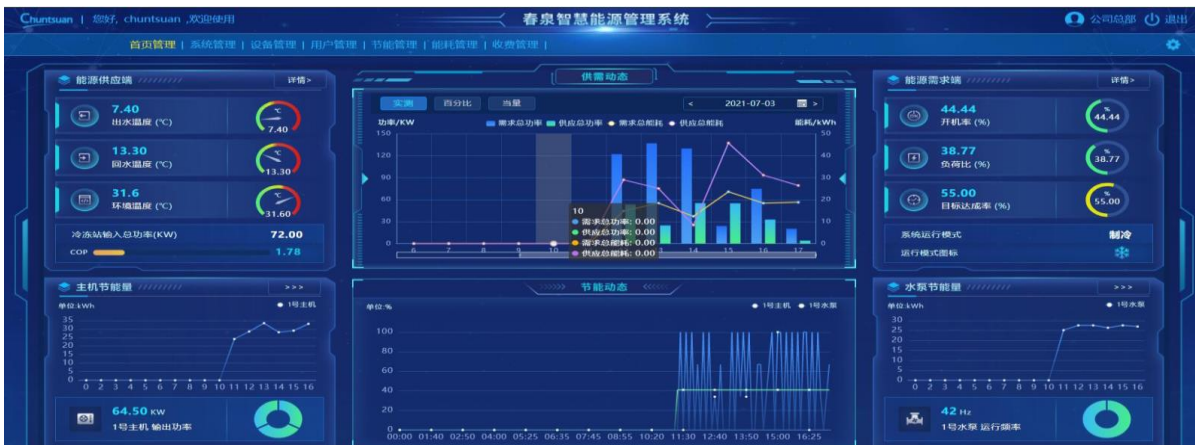 Chuntsuan | 您好, chuntsuan ,欢迎使用
春泉智慧能源管理系统
公司总部 退出
首页管理 | 系统管理 | 设备管理 | 用户管理 | 节能管理 | 能耗管理 | 收费管理 |
能源供应端 详情>
7.40
出水温度 (℃)
℃
7.40
13.30
回水温度 (℃)
℃
13.30
31.6
环境温度 (℃)
℃
31.60
冷冻站输入总功率(KW) 72.00
COP 1.78
供需动态
实测 百分比 当量 < 2021-07-03 >
功率/KW 需求总功率 供应总功率 需求总能耗 供应总能耗 能耗/kWh
150 50
120 40
90 30
60 20
30 10
0 0
6 7 8 9 10 14 15 16 17
10
需求总功率: 0.00
供应总功率: 0.00
需求总能耗: 0.00
供应总能耗: 0.00
能源需求端 详情>
44.44
开机率 (%)
%
44.44
38.77
负荷比 (%)
%
38.77
55.00
目标达成率 (%)
%
55.00
系统运行模式 制冷
运行模式图标
主机节能量 >>>
单位:kWh 1号主机
35
30
25
20
15
10
5
0
0 2 3 4 5 6 7 8 9 10 11 12 13 14 15 16
64.50 KW
1号主机 输出功率
节能动态
单位:% 1号主机 1号水泵
100
80
60
40
20
0
00:00 01:40 02:50 04:00 05:25 06:35 07:45 08:55 10:20 11:30 12:40 13:50 15:00 16:25
水泵节能量 >>>
单位:kWh 1号水泵
30
25
20
15
10
5
0
0 2 3 4 5 6 7 8 9 10 11 12 13 14 15 16
42 Hz
1号水泵 运行频率